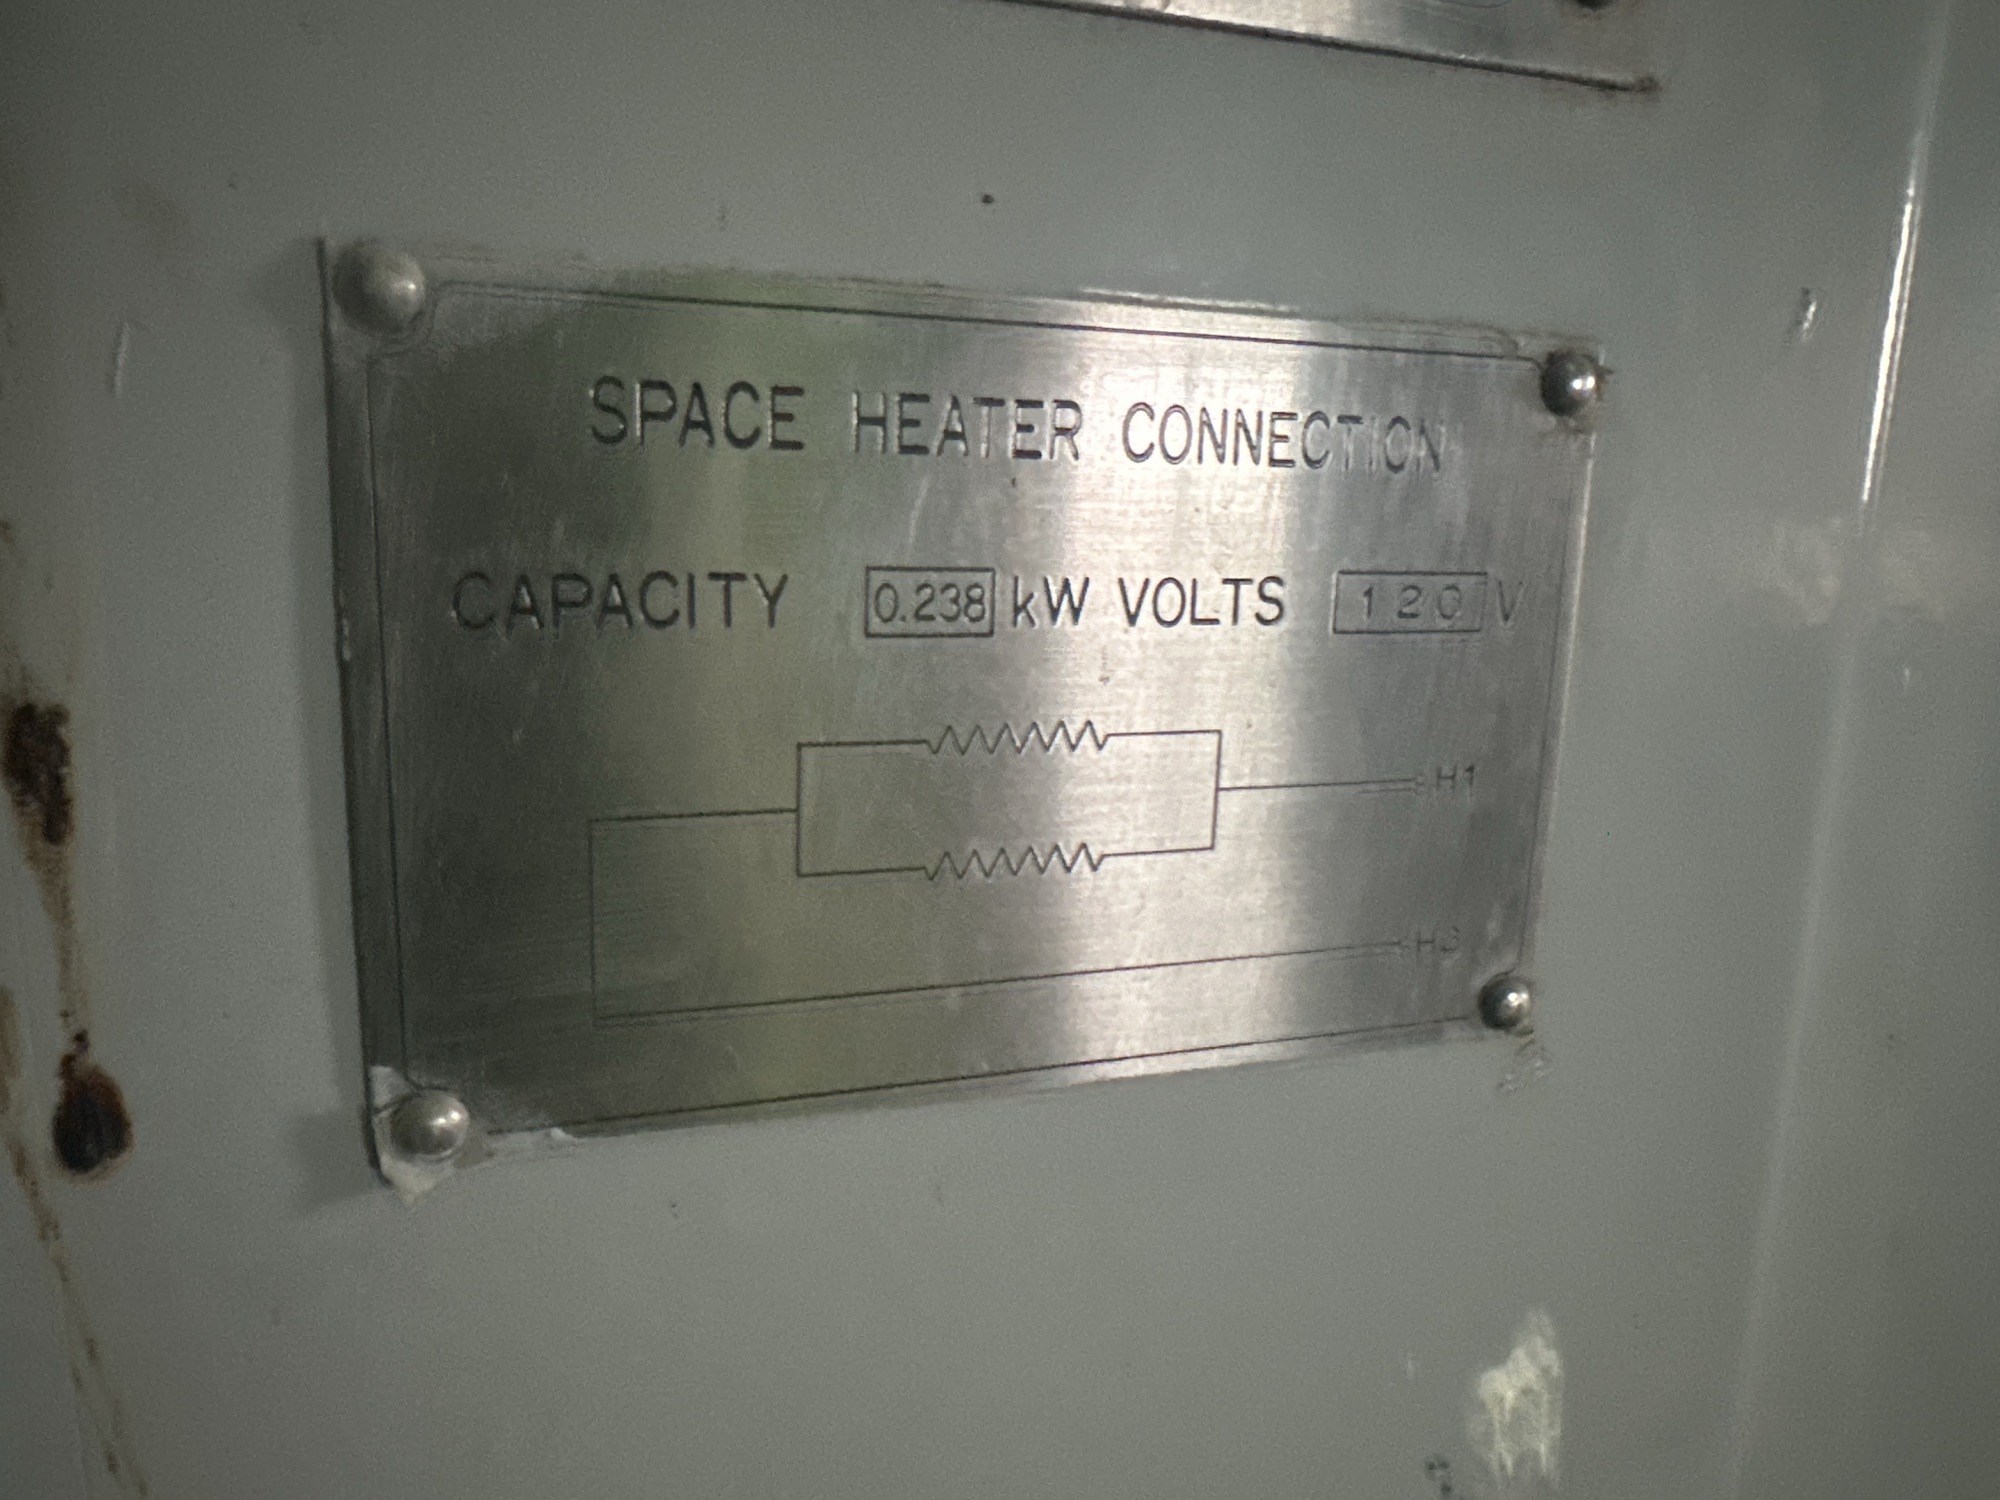 SPACE HEATER CONNECTION
CAPACITY 0.238 kW VOLTS 120 V
H1